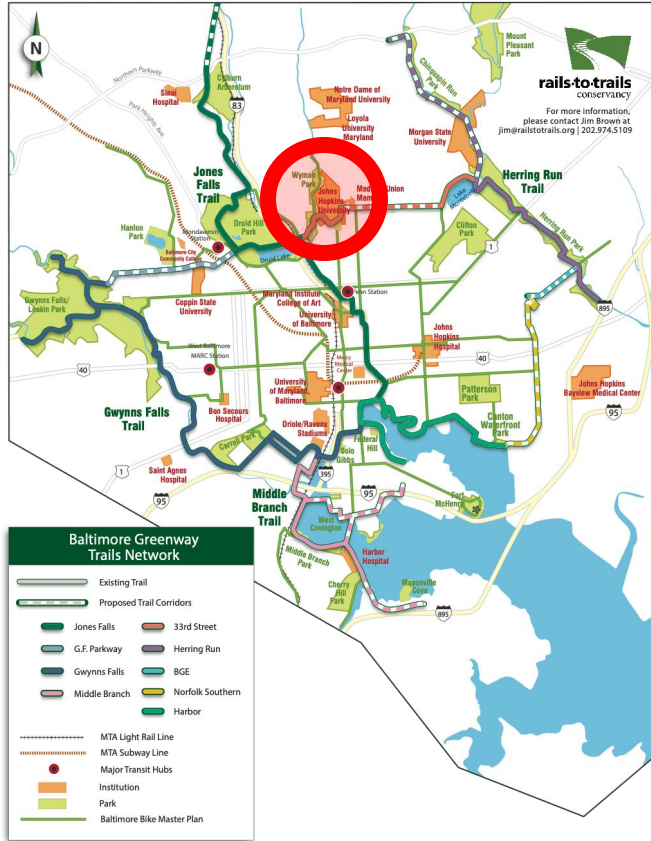 N
Mount
Pleasant
Park
rails·to·trails
conservancy
For more information,
please contact Jim Brown at
jim@railstotrails.org | 202.974.5109
Northern Parkway
Park Heights Ave.
Sinai
Hospital
Cylburn
Arboretum
83
Notre Dame of
Maryland University
Loyola
University
Maryland
Chinquapin Run
Park
Morgan State
University
Herring Run
Trail
Jones
Falls
Trail
Wyman
Park
Johns
Hopkins
University
Union
Lake
Montebello
Herring Run Park
Clifton
1
Hanlon
Park
Mondawmin
Station
Druid Hill
Park
Baltimore City
Community College
Druid Lake
Gwynns Falls/
Leakin Park
Coppin State
University
Maryland Institute
College of Art
Penn Station
University
of Baltimore
895
West Baltimore
MARC Station
40
Mercy
Medical
Center
Johns
Hopkins
Hospital
40
University
of Maryland,
Baltimore
Patterson
Park
Johns Hopkins
Bayview Medical Center
95
Gwynns Falls
Trail
Bon Secours
Hospital
Canton
Waterfront
Park
Carroll Park
Oriole/Ravens
Stadiums
Federal
Hill
Solo
Gibbs
1
Saint Agnes
Hospital
95
395
95
Middle
Branch
Trail
Fort
McHenry
West
Covington
Middle Branch
Park
Harbor
Hospital
Cherry
Hill
Park
Masonville
Cove
895
Baltimore Greenway
Trails Network
Existing Trail
Proposed Trail Corridors
Jones Falls
33rd Street
G.F. Parkway
Herring Run
Gwynns Falls
BGE
Middle Branch
Norfolk Southern
Harbor
MTA Light Rail Line
MTA Subway Line
Major Transit Hubs
Institution
Park
Baltimore Bike Master Plan